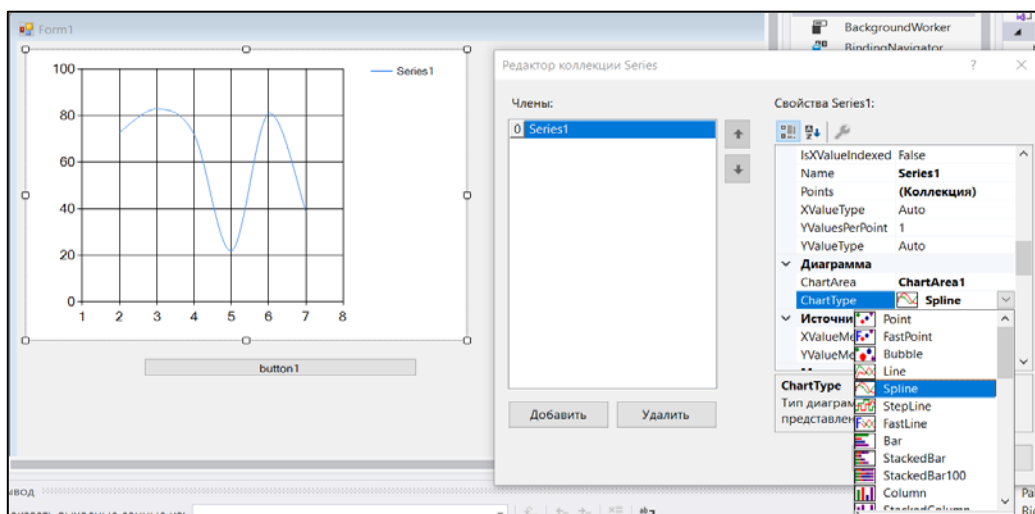 Form1
100
80
60
40
20
0
1 2 3 4 5 6 7 8
Series1
button1
BackgroundWorker
BindingNavigator
Редактор коллекции Series
?
Члены:
0 Series1
Добавить Удалить
Свойства Series1:
IsXValueIndexed False
Name Series1
Points (Коллекция)
XValueType Auto
YValuesPerPoint 1
YValueType Auto
Диаграмма
ChartArea ChartArea1
ChartType Spline
Point
FastPoint
Bubble
Line
Spline
StepLine
FastLine
Bar
StackedBar
StackedBar100
Column
StackedColumn
ChartType